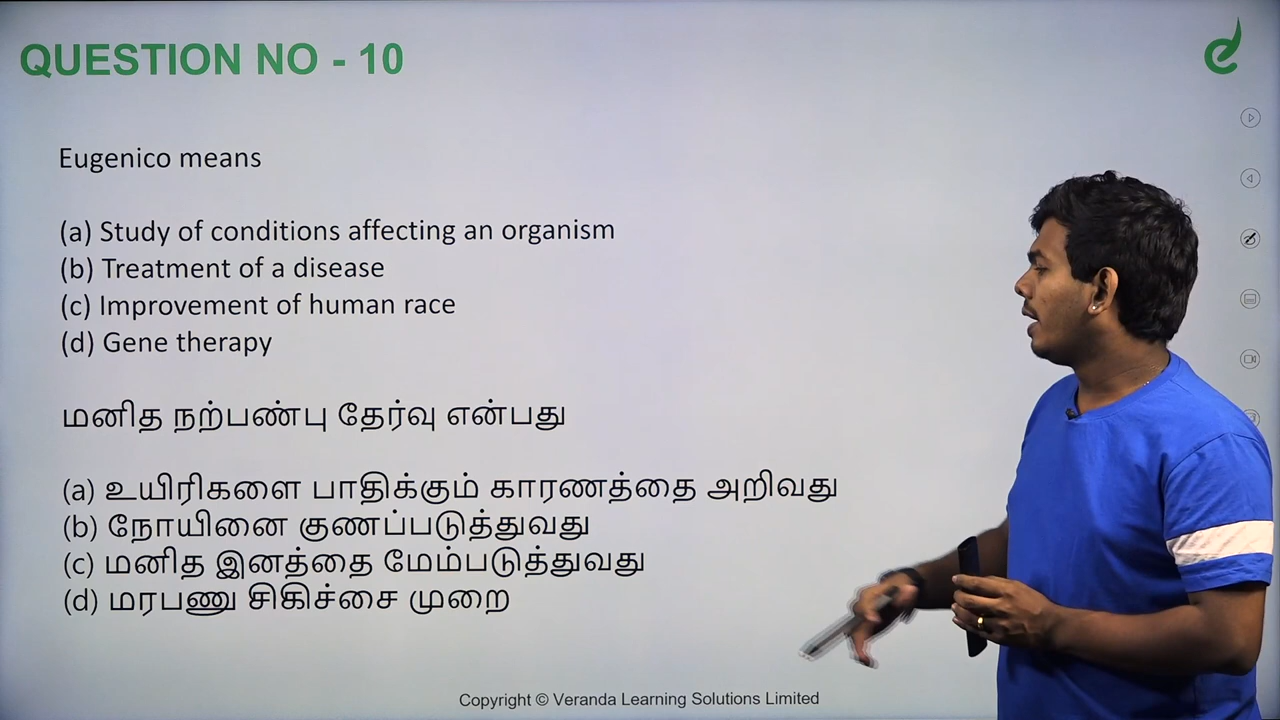 QUESTION NO - 10
Eugenico means
(a) Study of conditions affecting an organism
(b) Treatment of a disease
(c) Improvement of human race
(d) Gene therapy
மனித நற்பண்பு தேர்வு என்பது
(a) உயிரிகளை பாதிக்கும் காரணத்தை அறிவது
(b) நோயினை குணப்படுத்துவது
(c) மனித இனத்தை மேம்படுத்துவது
(d) மரபணு சிகிச்சை முறை
Copyright © Veranda Learning Solutions Limited